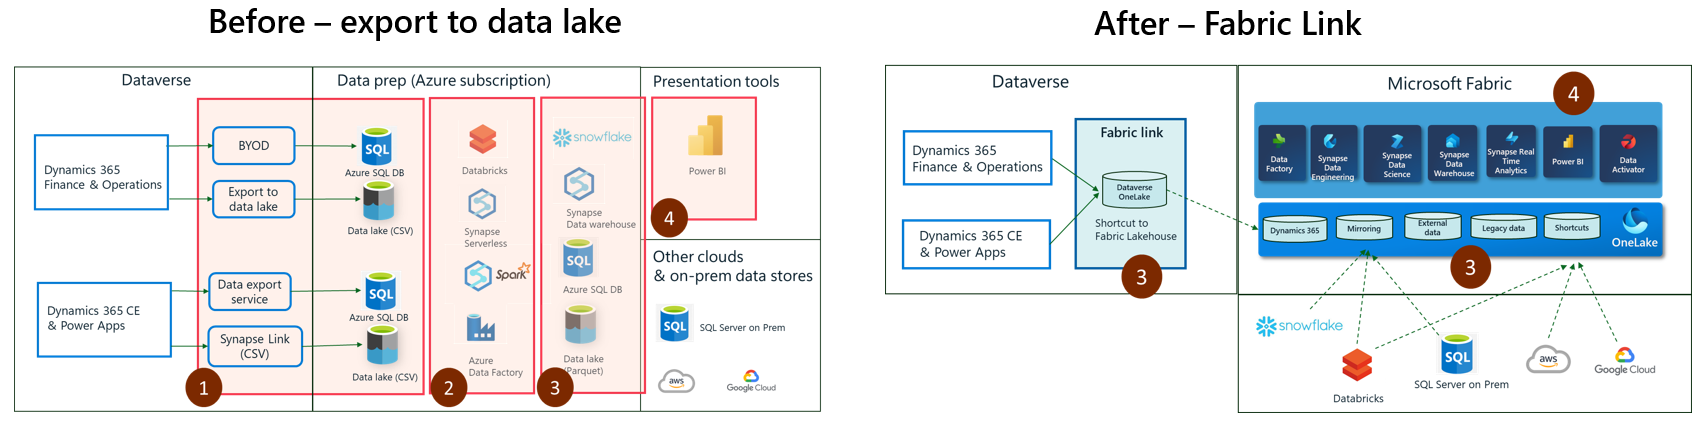 Before – export to data lake
Dataverse
Data prep (Azure subscription)
Presentation tools
Dynamics 365
Finance & Operations
BYOD
Export to
data lake
SQL
Azure SQL DB
Data lake (CSV)
Dynamics 365 CE
& Power Apps
Data export
service
Synapse Link
(CSV)
SQL
Azure SQL DB
Data lake (CSV)
1
Databricks
Synapse
Serverless
Spark
Azure
Data Factory
2
snowflake
Synapse
Data warehouse
SQL
Azure SQL DB
Data lake
(Parquet)
3
Power BI
4
Other clouds
& on-prem data stores
SQL
SQL Server on Prem
aws
Google Cloud
After – Fabric Link
Dataverse
Dynamics 365
Finance & Operations
Dynamics 365 CE
& Power Apps
Fabric link
Dataverse
OneLake
Shortcut to
Fabric Lakehouse
3
Microsoft Fabric
4
Data
Factory
Synapse
Data
Engineering
Synapse
Data
Science
Synapse
Data
Warehouse
Synapse Real
Time
Analytics
Power BI
Data
Activator
Dynamics 365
Mirroring
External
data
Legacy data
Shortcuts
OneLake
3
snowflake
Databricks
SQL
SQL Server on Prem
aws
Google Cloud